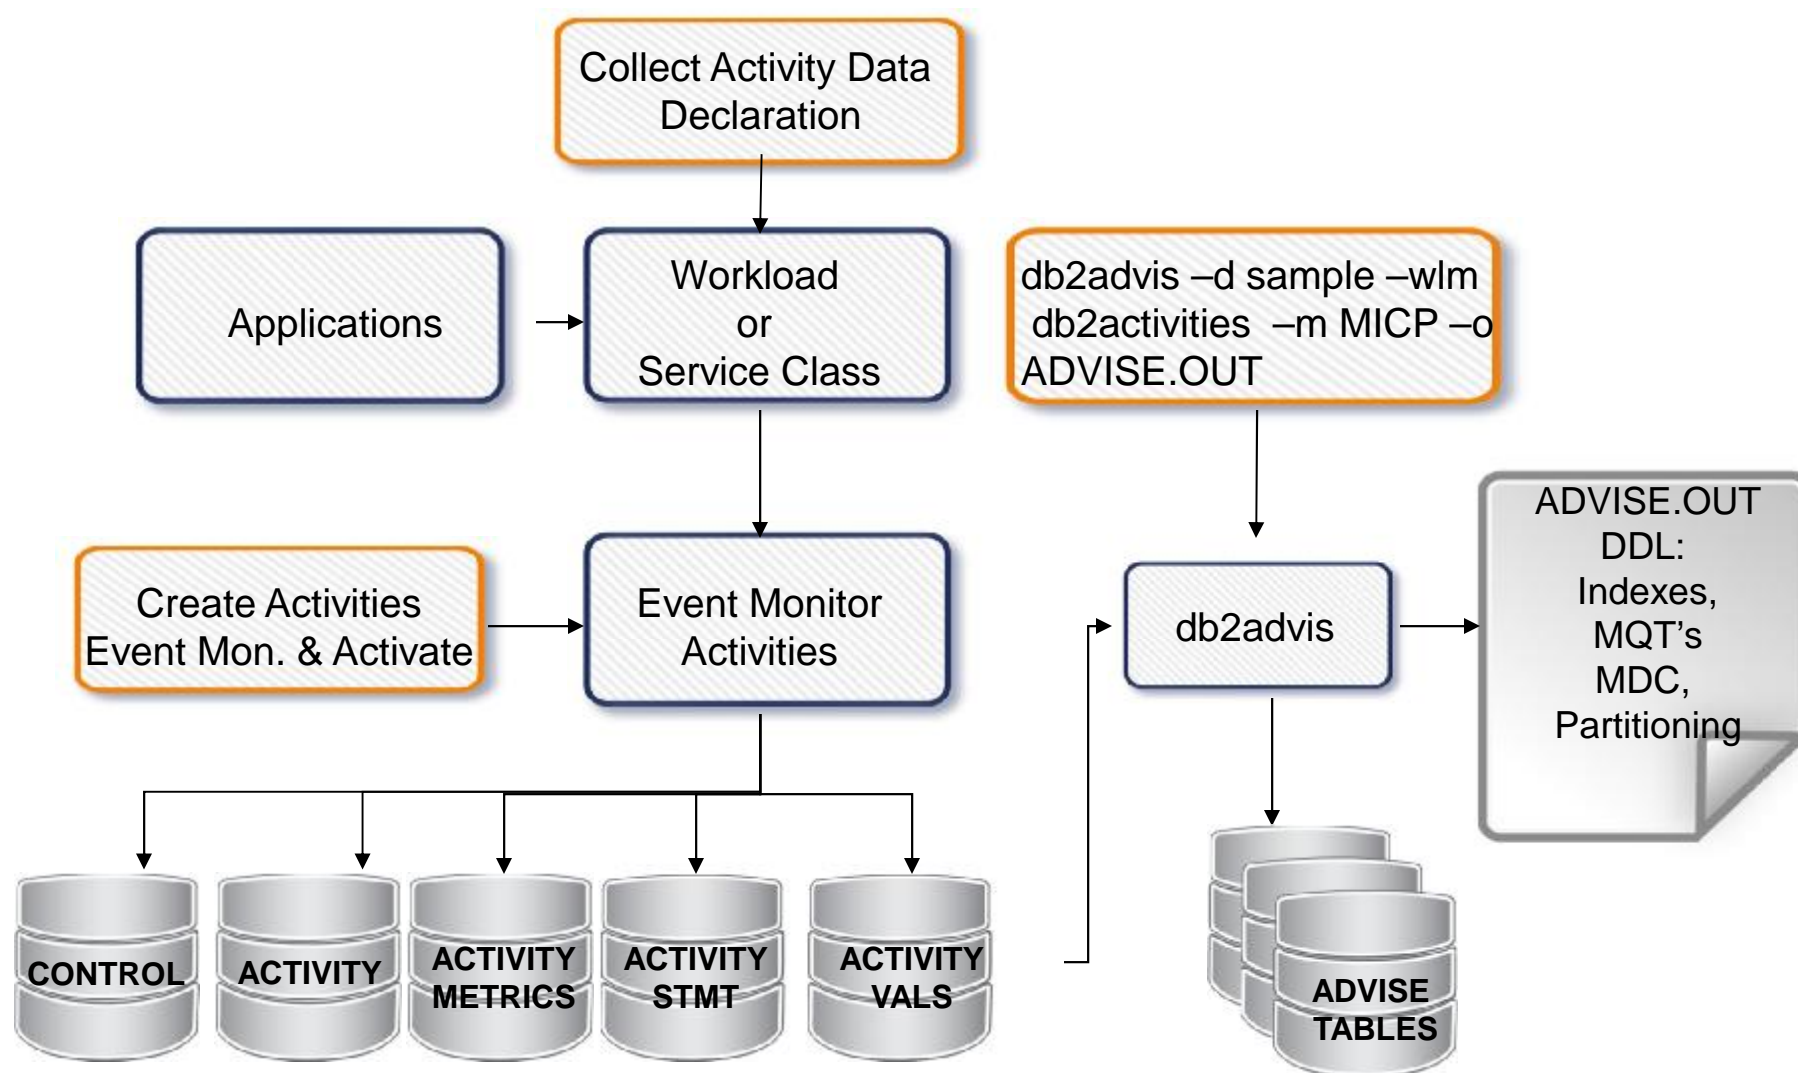 Collect Activity Data
Declaration
Applications
Workload
or
Service Class
db2advis –d sample –wlm
db2activities –m MICP –o
ADVISE.OUT
Create Activities
Event Mon. & Activate
Event Monitor
Activities
db2advis
ADVISE.OUT
DDL:
Indexes,
MQT’s
MDC,
Partitioning
CONTROL
ACTIVITY
ACTIVITY
METRICS
ACTIVITY
STMT
ACTIVITY
VALS
ADVISE
TABLES